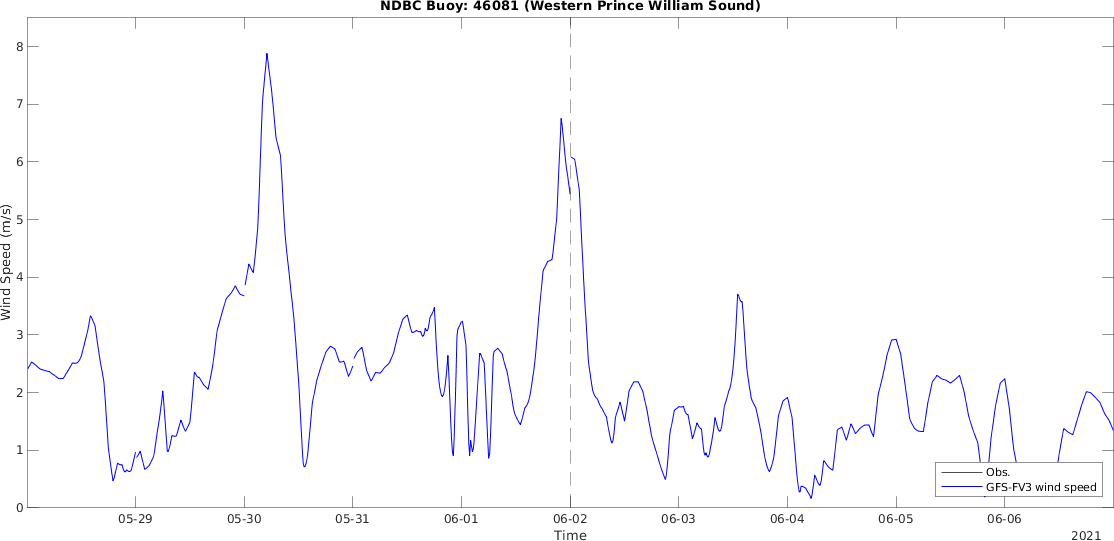 NDBC Buoy: 46081 (Western Prince William Sound)
8
7
6
5
4
3
2
1
0
Wind Speed (m/s)
Obs.
GFS-FV3 wind speed
05-29 05-30 05-31 06-01 06-02 06-03 06-04 06-05 06-06
Time
2021